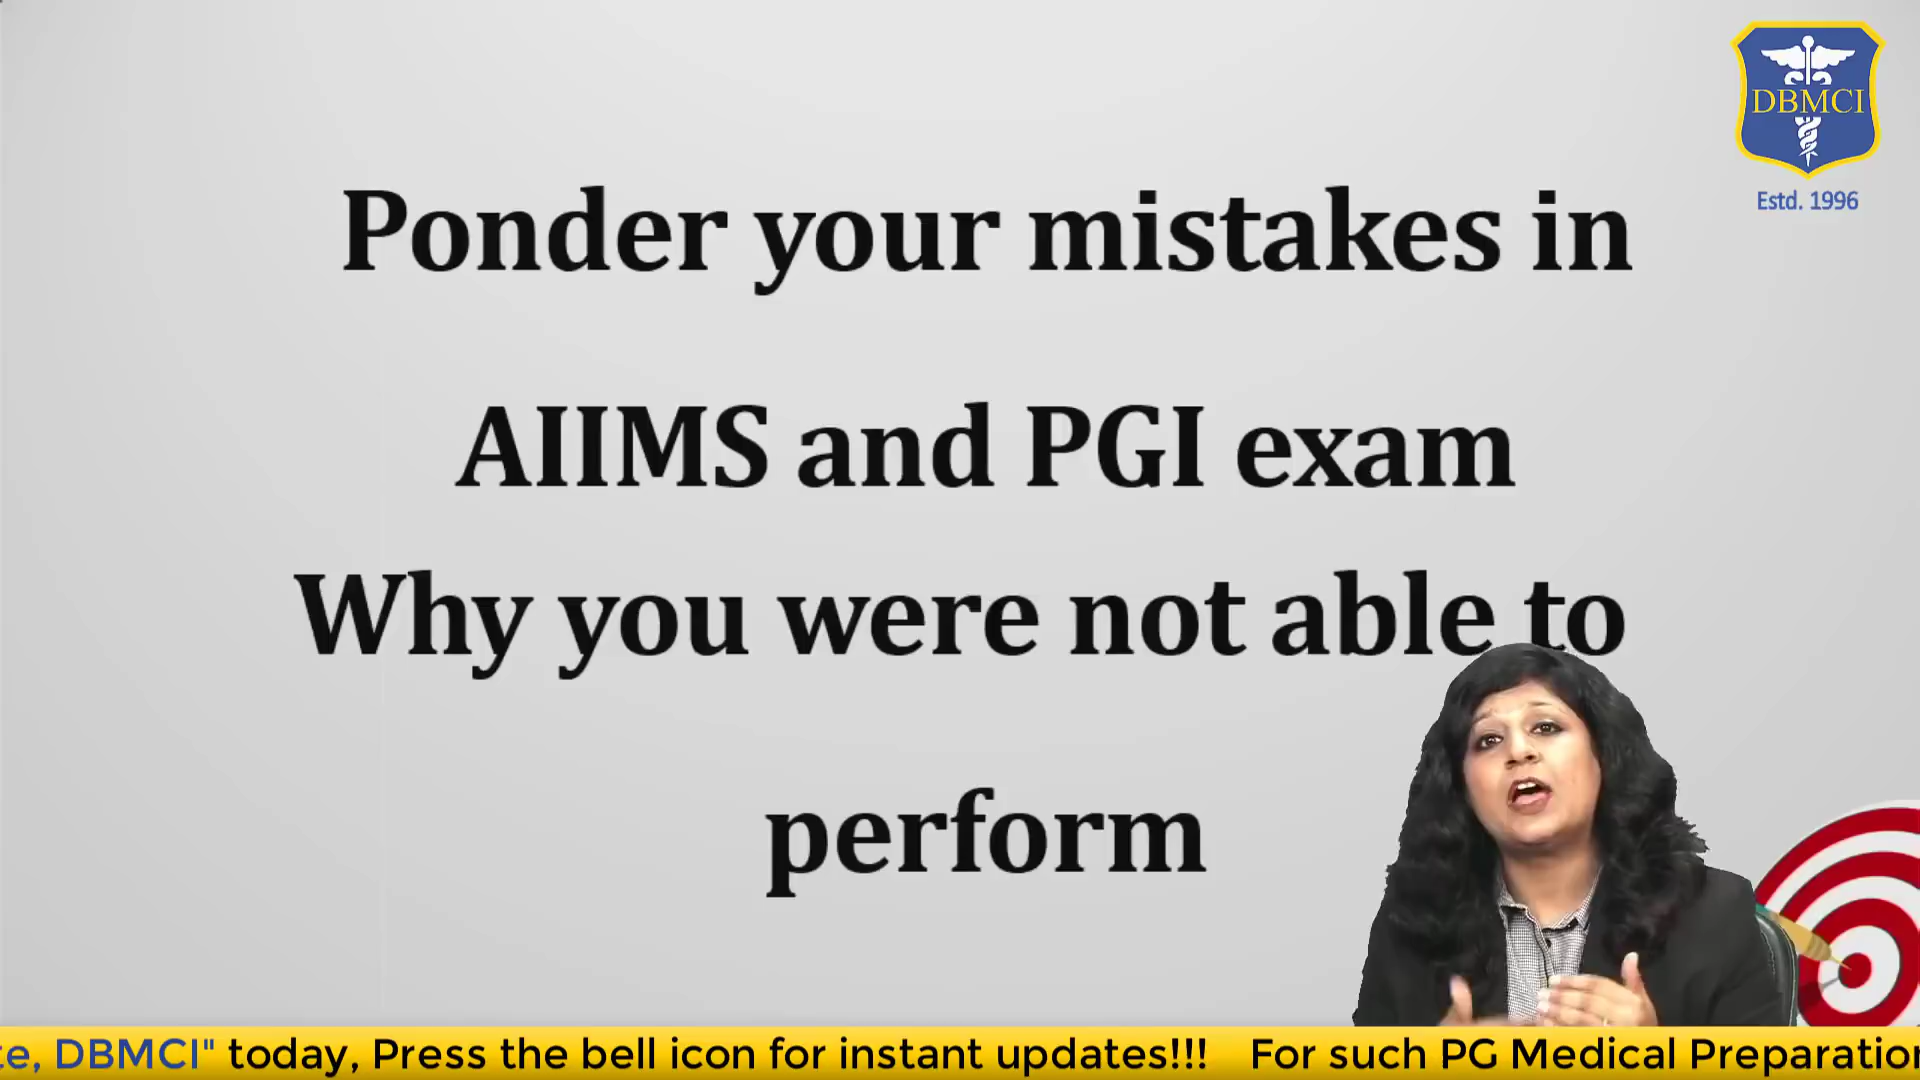 DBMCI
Estd. 1996
Ponder your mistakes in
AIIMS and PGI exam
Why you were not able to
perform
DBMCI" today, Press the bell icon for instant updates!!! For such PG Medical